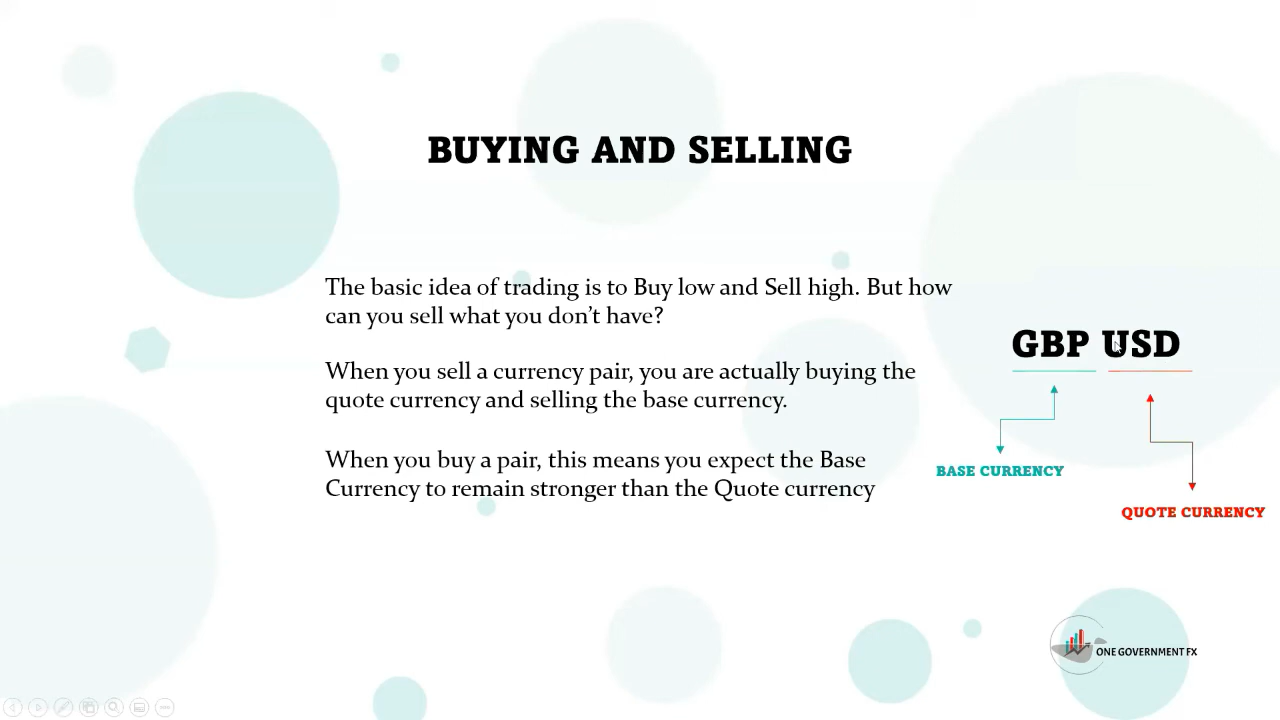 BUYING AND SELLING
The basic idea of trading is to Buy low and Sell high. But how
can you sell what you don't have?
When you sell a currency pair, you are actually buying the
quote currency and selling the base currency.
When you buy a pair, this means you expect the Base
Currency to remain stronger than the Quote currency
GBP USD
BASE CURRENCY
QUOTE CURRENCY
ONE GOVERNMENT FX